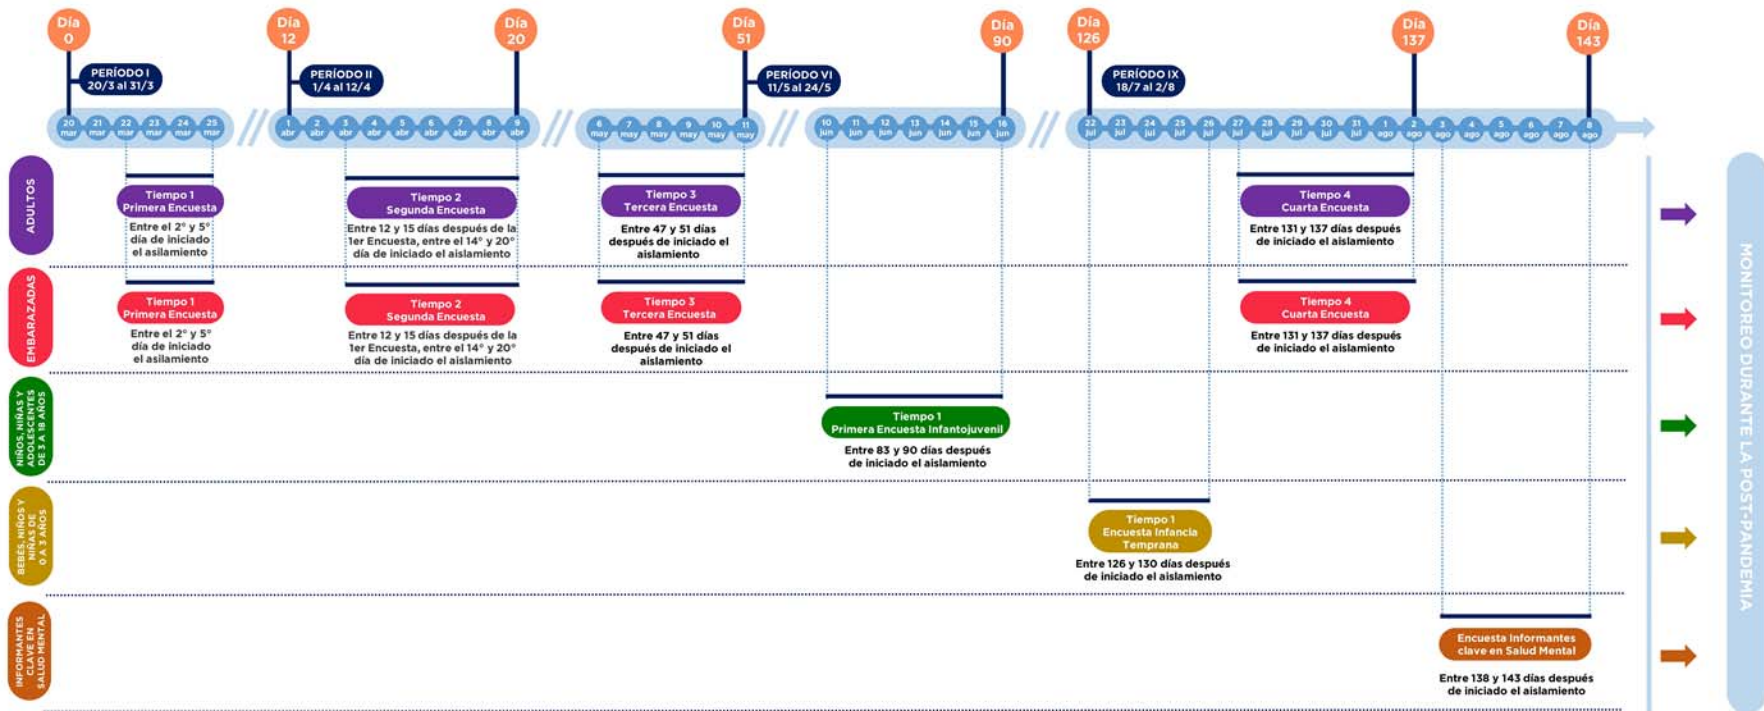 Día
0
Día
12
Día
20
Día
51
Día
90
Día
126
Día
137
Día
143
PERÍODO I
20/3 al 31/3
PERÍODO II
1/4 al 12/4
PERÍODO VI
11/5 al 24/5
PERÍODO IX
18/7 al 2/8
20 mar
21 mar
22 mar
23 mar
24 mar
25 mar
1 abr
2 abr
3 abr
4 abr
5 abr
6 abr
7 abr
8 abr
9 abr
6 may
7 may
8 may
9 may
10 may
11 may
10 jun
11 jun
12 jun
13 jun
14 jun
15 jun
16 jun
22 jul
23 jul
24 jul
25 jul
26 jul
27 jul
28 jul
29 jul
30 jul
31 jul
1 ago
2 ago
3 ago
4 ago
5 ago
6 ago
7 ago
8 ago
ADULTOS
Tiempo 1
Primera Encuesta
Entre el 2° y 5°
día de iniciado
el asilamiento
Tiempo 2
Segunda Encuesta
Entre 12 y 15 días después de la
1er Encuesta, entre el 14° y 20°
día de iniciado el aislamiento
Tiempo 3
Tercera Encuesta
Entre 47 y 51 días
después de iniciado el
aislamiento
Tiempo 4
Cuarta Encuesta
Entre 131 y 137 días después
de iniciado el aislamiento
EMBARAZADAS
Tiempo 1
Primera Encuesta
Entre el 2° y 5°
día de iniciado
el asilamiento
Tiempo 2
Segunda Encuesta
Entre 12 y 15 días después de la
1er Encuesta, entre el 14° y 20°
día de iniciado el aislamiento
Tiempo 3
Tercera Encuesta
Entre 47 y 51 días
después de iniciado el
aislamiento
Tiempo 4
Cuarta Encuesta
Entre 131 y 137 días después
de iniciado el aislamiento
NIÑOS, NIÑAS Y
ADOLESCENTES
DE 3 A 18 AÑOS
Tiempo 1
Primera Encuesta Infantojuvenil
Entre 83 y 90 días después
de iniciado el aislamiento
BEBÉS, NIÑOS Y
NIÑAS DE
0 A 3 AÑOS
Tiempo 1
Encuesta Infancia
Temprana
Entre 126 y 130 días después
de iniciado el aislamiento
INFORMANTES
CLAVE EN
SALUD MENTAL
Encuesta Informantes
clave en Salud Mental
Entre 138 y 143 días después
de iniciado el aislamiento
MONITOREO DURANTE LA POST-PANDEMIA